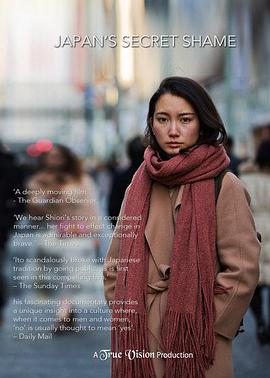 JAPAN'S SECRET SHAME
"A deeply moving film."
- The Guardian Observer
"We hear Shiori's story in a considered
manner... her fight to effect change in
Japan is admirable and exceptionally
brave." – The Times
'Ito scandalously broke with Japanese
tradition by going public, as is first
seen in this compelling film
– The Sunday Times
his fascinating documentary provides
a unique insight into a culture where,
when it comes to men and women,
'no' is usually thought to mean 'yes'.
– Daily Mail
A True Vision Production